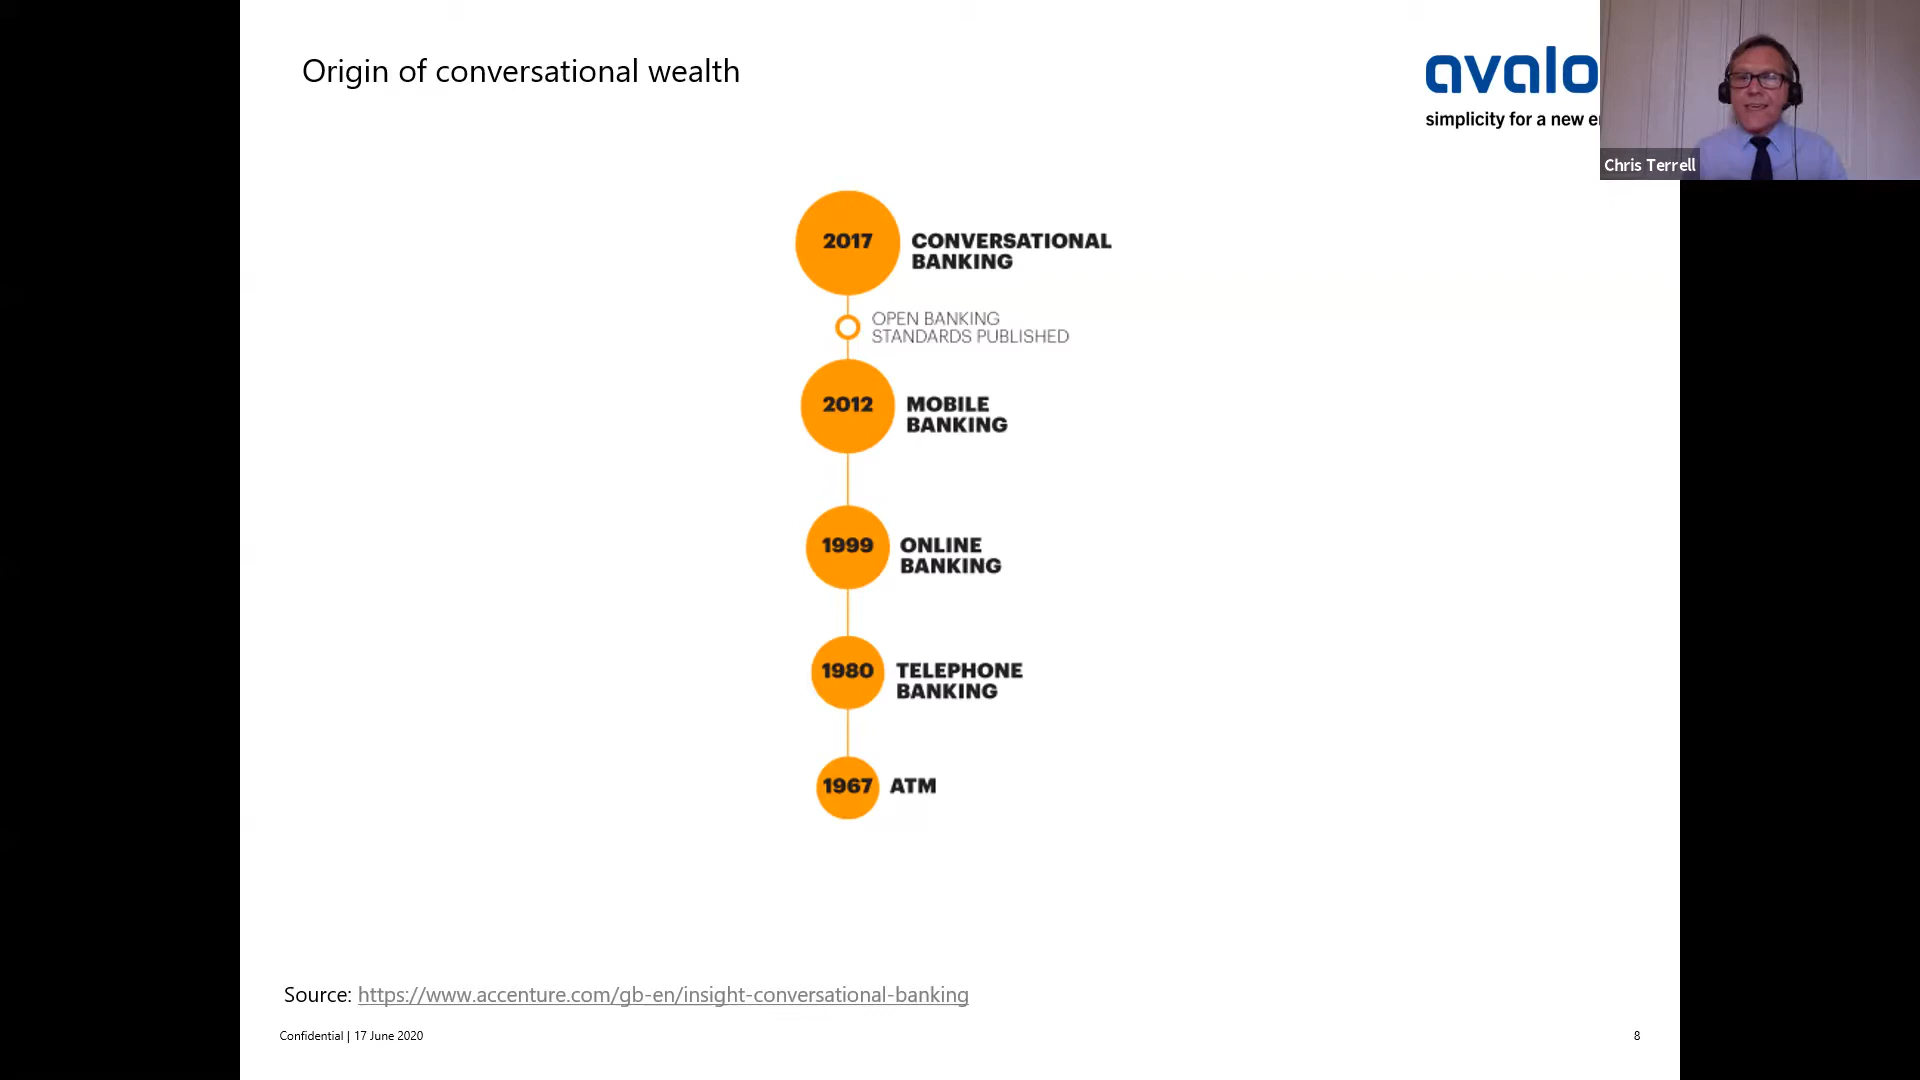 Origin of conversational wealth
avalo
simplicity for a new e
Chris Terrell
2017
CONVERSATIONAL
BANKING
OPEN BANKING
STANDARDS PUBLISHED
2012
MOBILE
BANKING
1999
ONLINE
BANKING
1980
TELEPHONE
BANKING
1967
ATM
Source: https://www.accenture.com/gb-en/insight-conversational-banking
Confidential | 17 June 2020
8